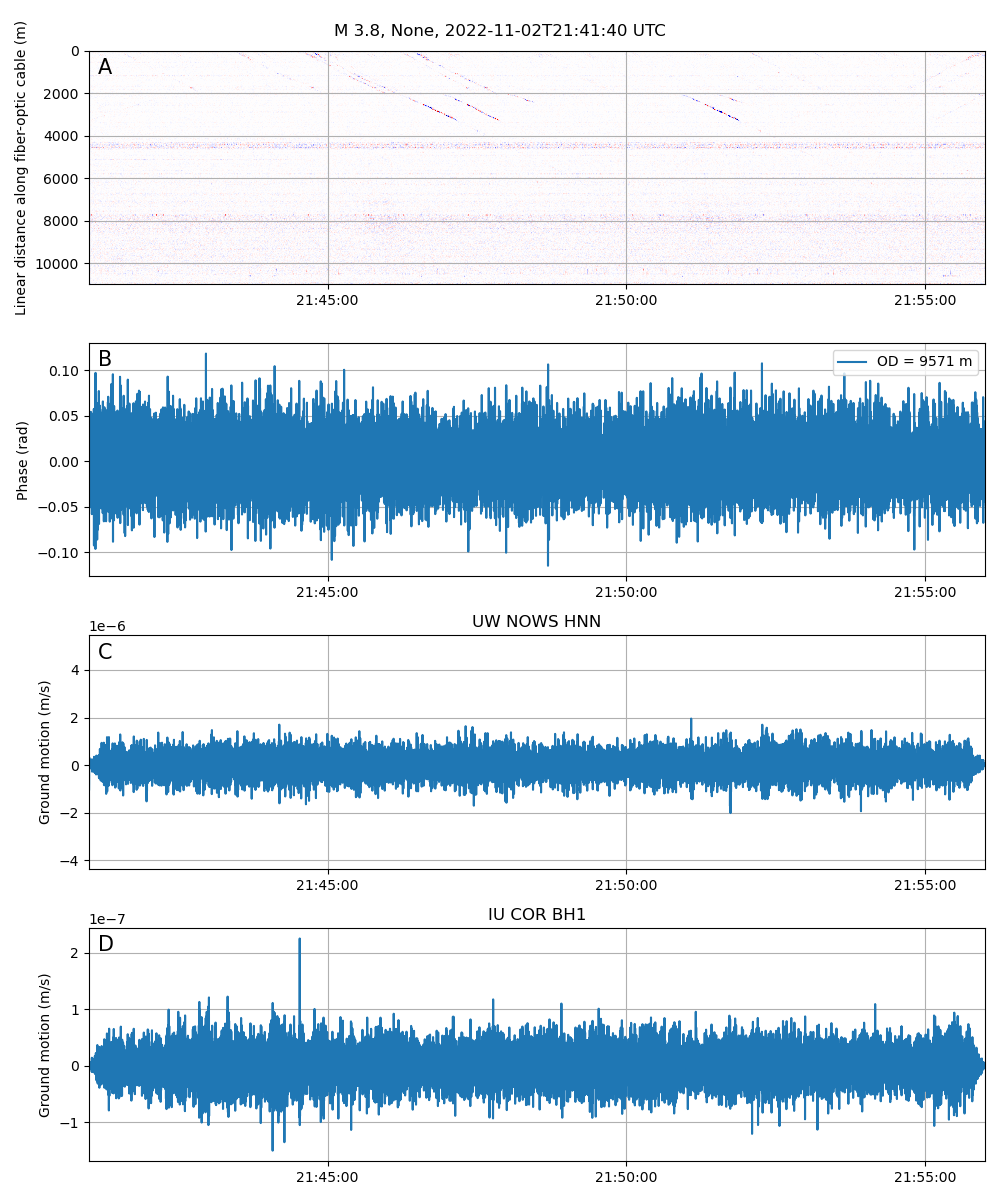 M 3.8, None, 2022-11-02T21:41:40 UTC
A
Linear distance along fiber-optic cable (m)
0
2000
4000
6000
8000
10000
21:45:00 21:50:00 21:55:00
B
OD = 9571 m
Phase (rad)
0.10
0.05
0.00
−0.05
−0.10
21:45:00 21:50:00 21:55:00
UW NOWS HNN
1e−6
C
Ground motion (m/s)
4
2
0
−2
−4
21:45:00 21:50:00 21:55:00
IU COR BH1
1e−7
D
Ground motion (m/s)
2
1
0
−1
21:45:00 21:50:00 21:55:00